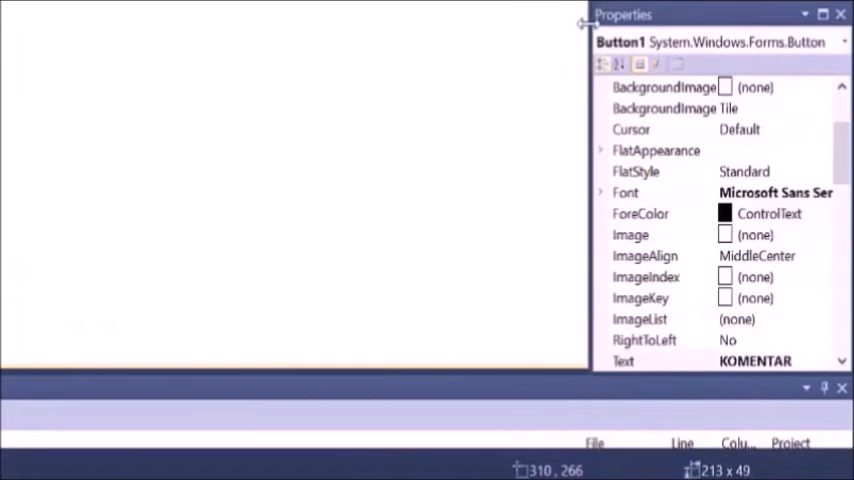 Properties
Button1 System.Windows.Forms.Button
BackgroundImage (none)
BackgroundImage Tile
Cursor Default
FlatAppearance
FlatStyle Standard
Font Microsoft Sans Ser
ForeColor ControlText
Image (none)
ImageAlign MiddleCenter
ImageIndex (none)
ImageKey (none)
ImageList (none)
RightToLeft No
Text KOMENTAR
File Line Colu... Project
310, 266 213 x 49